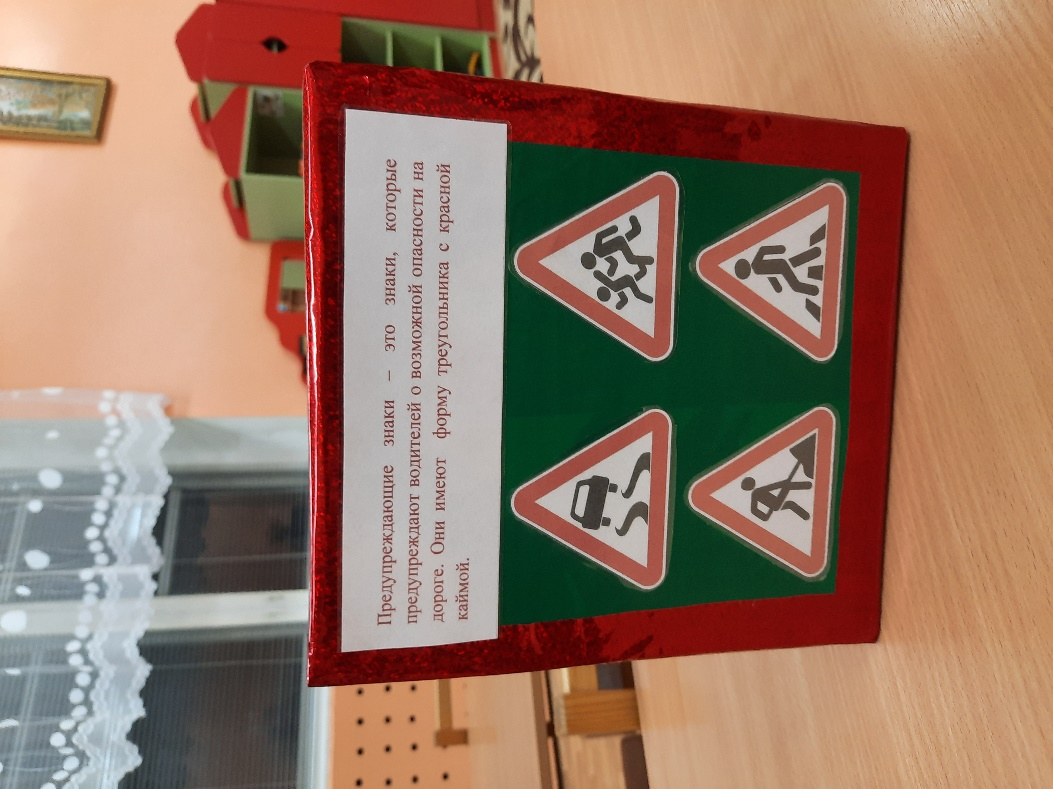 Предупреждающие знаки – это знаки, которые
предупреждают водителей о возможной опасности на
дороге. Они имеют форму треугольника с красной
каймой.